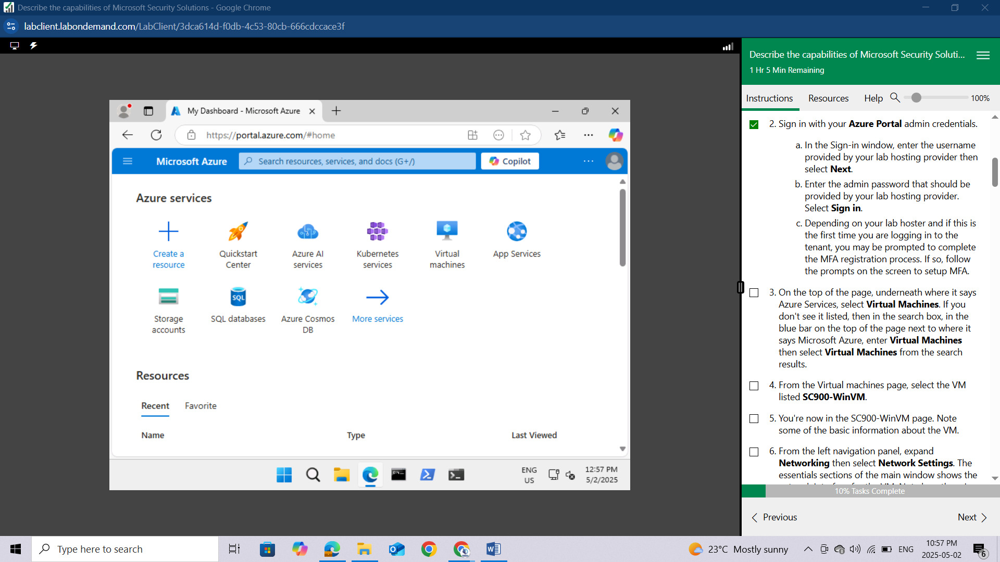 Describe the capabilities of Microsoft Security Solutions - Google Chrome
labclient.labondemand.com/LabClient/3dca614d-f0db-4c53-80cb-666cdccace3f
My Dashboard - Microsoft Azure
https://portal.azure.com/#home
Microsoft Azure
Search resources, services, and docs (G+/)
Copilot
Azure services
Create a
resource
Quickstart
Center
Azure AI
services
Kubernetes
services
Virtual
machines
App Services
Storage
accounts
SQL
SQL databases
Azure Cosmos
DB
More services
Resources
Recent
Favorite
Name
Type
Last Viewed
ENG
US
12:57 PM
5/2/2025
Describe the capabilities of Microsoft Security Soluti...
1 Hr 5 Min Remaining
Instructions
Resources
Help
100%
2. Sign in with your Azure Portal admin credentials.
a. In the Sign-in window, enter the username
provided by your lab hosting provider then
select Next.
b. Enter the admin password that should be
provided by your lab hosting provider.
Select Sign in.
c. Depending on your lab hoster and if this is
the first time you are logging in to the
tenant, you may be prompted to complete
the MFA registration process. If so, follow
the prompts on the screen to setup MFA.
3. On the top of the page, underneath where it says
Azure Services, select Virtual Machines. If you
don't see it listed, then in the search box, in the
blue bar on the top of the page next to where it
says Microsoft Azure, enter Virtual Machines
then select Virtual Machines from the search
results.
4. From the Virtual machines page, select the VM
listed SC900-WinVM.
5. You're now in the SC900-WinVM page. Note
some of the basic information about the VM.
6. From the left navigation panel, expand
Networking then select Network Settings. The
essentials sections of the main window shows the
10% Tasks Complete
Previous
Next
Type here to search
23°C Mostly sunny
ENG
10:57 PM
2025-05-02
6